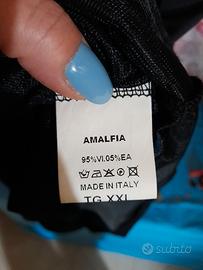 AMALFIA
95%VI.05%EA
MADE IN ITALY
TG XXL
subito